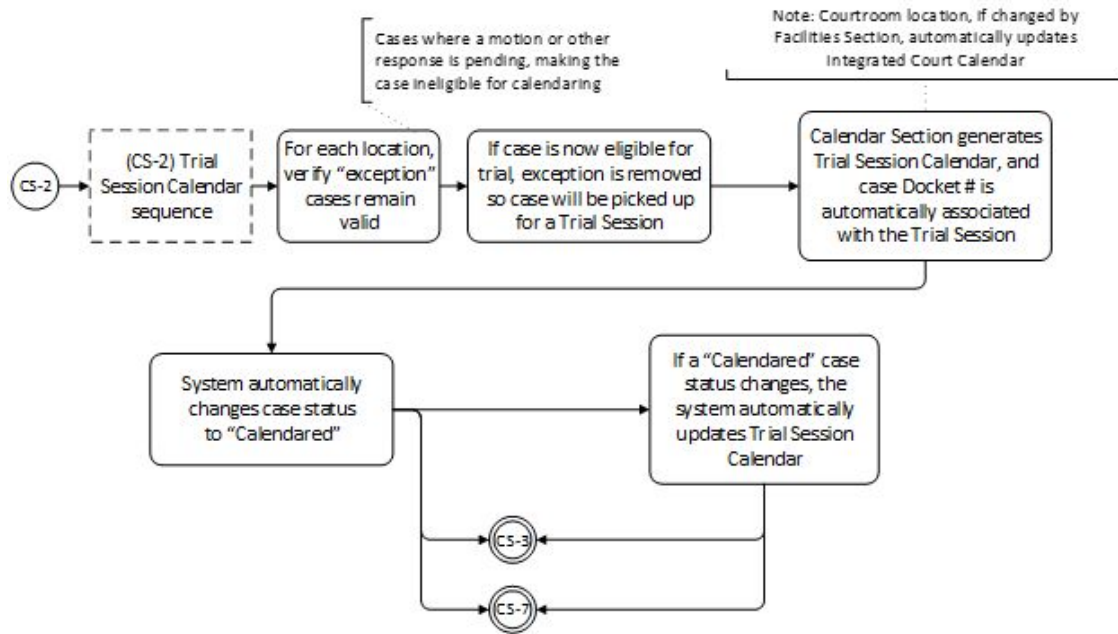 Note: Courtroom location, if changed by
Facilities Section, automatically updates
Integrated Court Calendar
Cases where a motion or other
response is pending, making the
case ineligible for calendaring
CS-2
(CS-2) Trial
Session Calendar
sequence
For each location,
verify “exception”
cases remain
valid
If case is now eligible for
trial, exception is removed
so case will be picked up
for a Trial Session
Calendar Section generates
Trial Session Calendar, and
case Docket # is
automatically associated
with the Trial Session
System automatically
changes case status
to “Calendared”
If a “Calendared” case
status changes, the
system automatically
updates Trial Session
Calendar
CS-3
CS-7